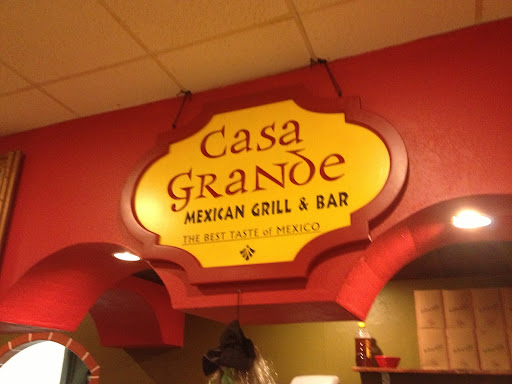 Casa
Grande
MEXICAN GRILL & BAR
THE BEST TASTE of MEXICO